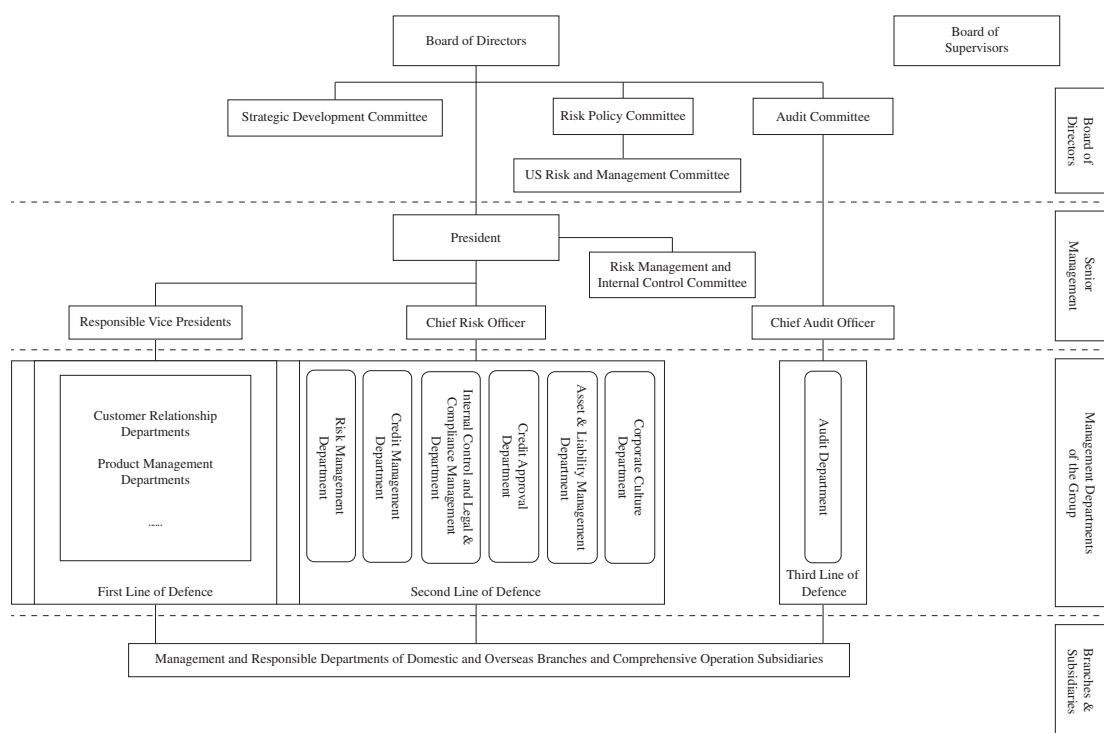 Board of Directors
Board of
Supervisors
Strategic Development Committee
Risk Policy Committee
Audit Committee
US Risk and Management Committee
Board of
Directors
President
Risk Management and
Internal Control Committee
Senior
Management
Responsible Vice Presidents
Chief Risk Officer
Chief Audit Officer
Customer Relationship
Departments
Product Management
Departments
......
First Line of Defence
Risk Management
Department
Credit Management
Department
Internal Control and Legal &
Compliance Management
Department
Credit Approval
Department
Asset & Liability Management
Department
Corporate Culture
Department
Second Line of Defence
Audit Department
Third Line of
Defence
Management Departments
of the Group
Management and Responsible Departments of Domestic and Overseas Branches and Comprehensive Operation Subsidiaries
Branches &
Subsidiaries